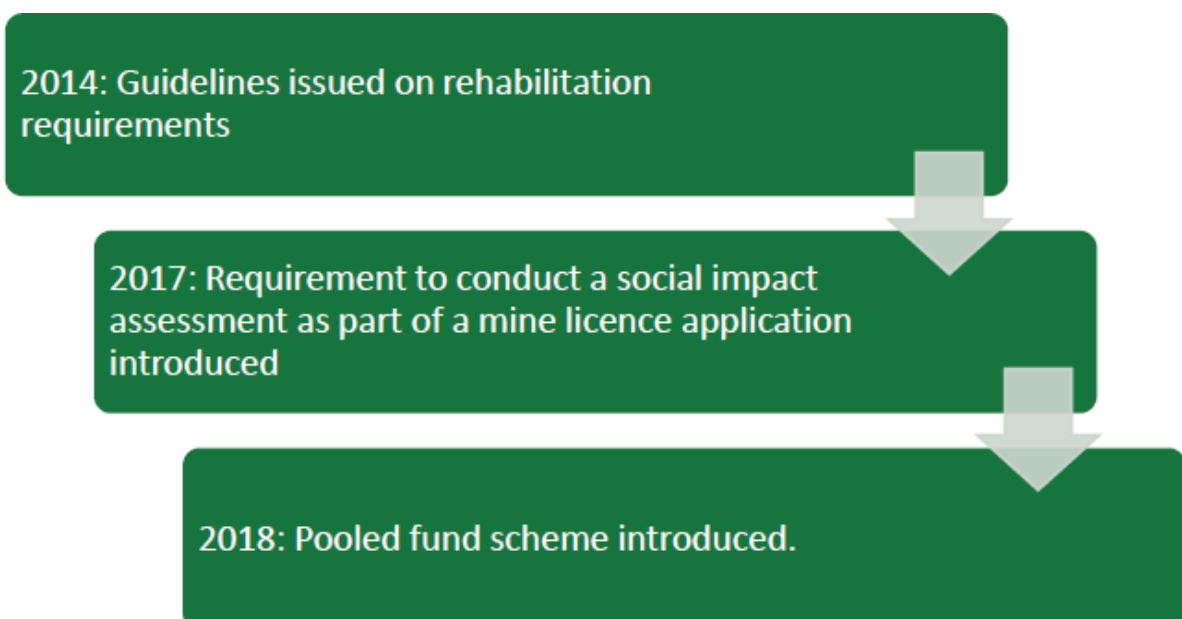 2014: Guidelines issued on rehabilitation
requirements
2017: Requirement to conduct a social impact
assessment as part of a mine licence application
introduced
2018: Pooled fund scheme introduced.